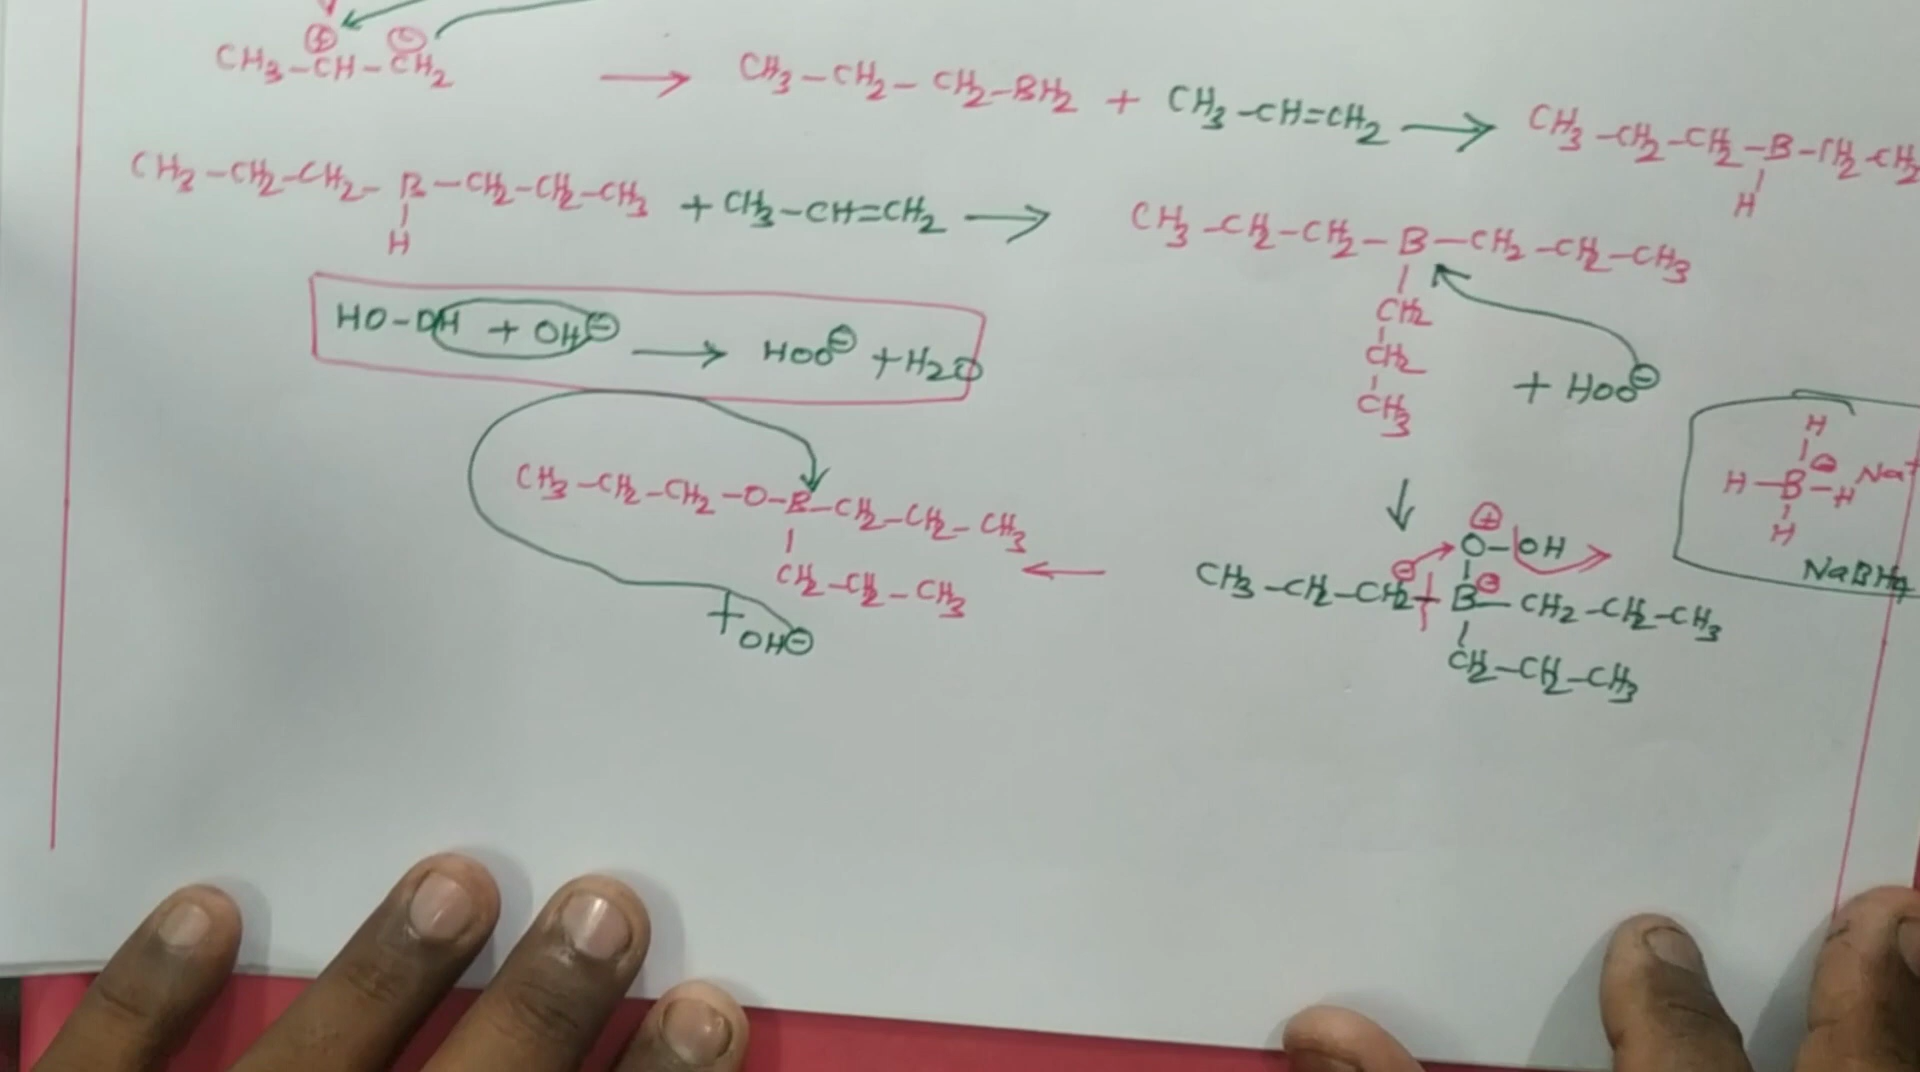 CH3-CH-CH2 → CH3-CH2-CH2-BH2 + CH3-CH=CH2 → CH3-CH2-CH2-B-CH2-CH2
⊕ ⊖
H
CH3-CH2-CH2-B-CH2-CH2-CH3 + CH3-CH=CH2 → CH3-CH2-CH2-B-CH2-CH2-CH3
H
CH2
CH2
CH3
HO-OH + OH⊖ → HOO⊖ + H2O
+ HOO⊖
H
H-B-H
⊖ Na+
H
NaBH4
CH3-CH2-CH2-O-B-CH2-CH2-CH3
CH2-CH2-CH3
+ OH⊖
⊕
O-OH
⊖ ⊖
CH3-CH2-CH2-B-CH2-CH2-CH3
CH2-CH2-CH3